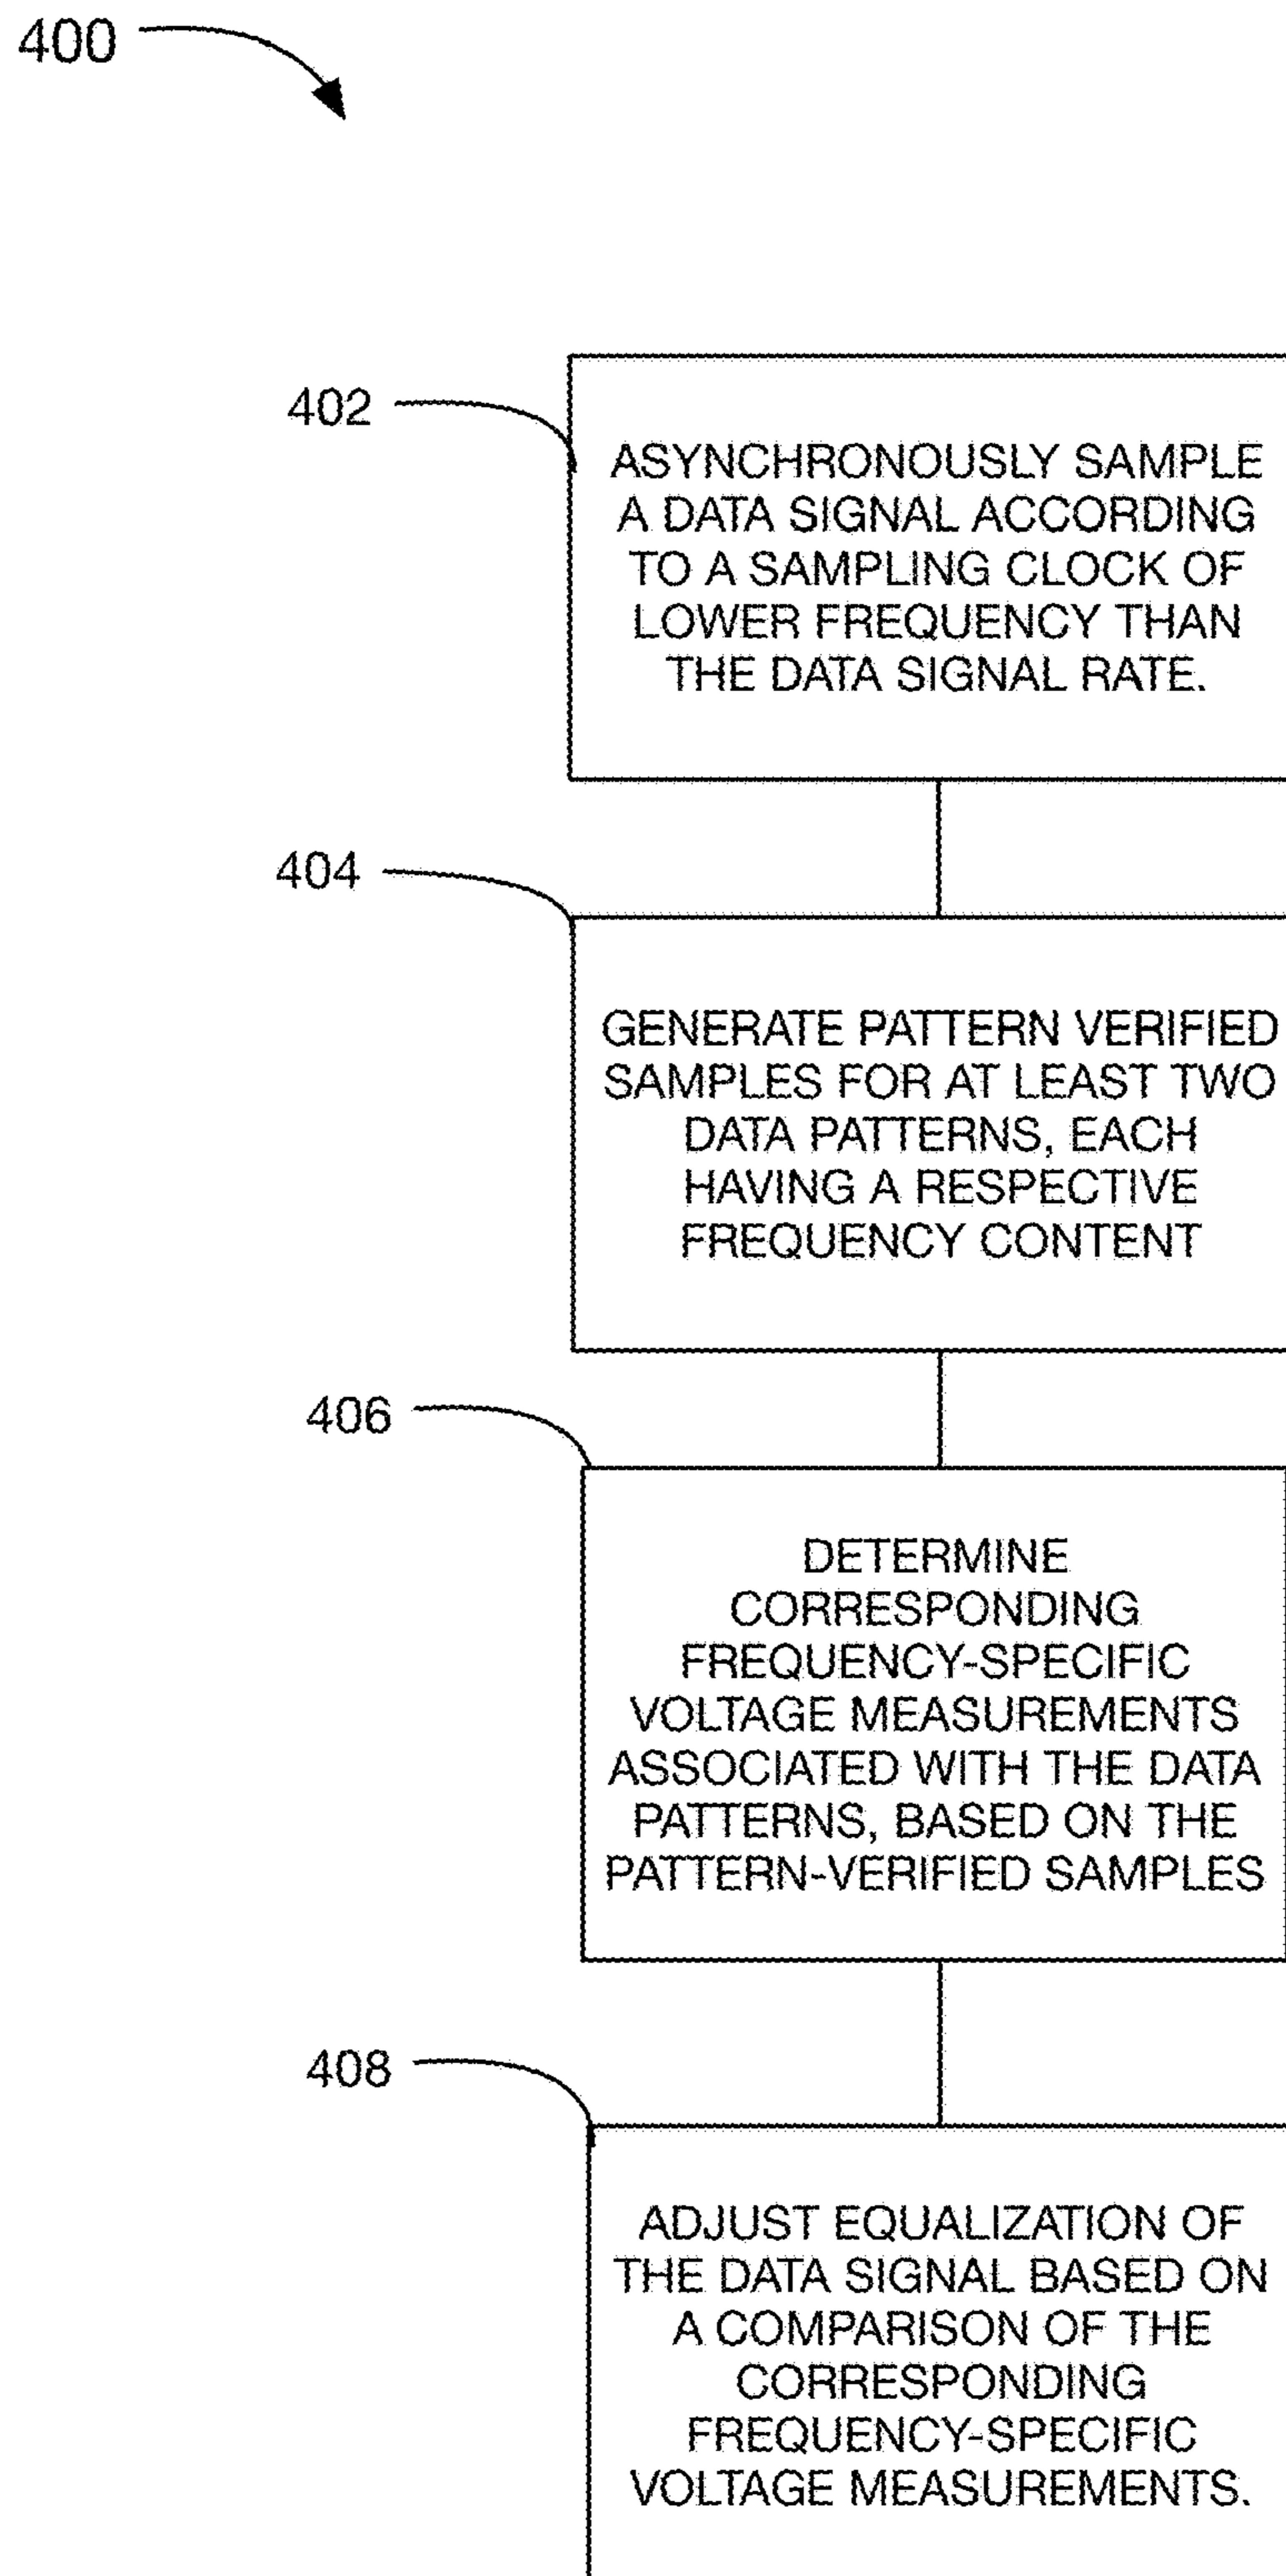 400
402
ASYNCHRONOUSLY SAMPLE
A DATA SIGNAL ACCORDING
TO A SAMPLING CLOCK OF
LOWER FREQUENCY THAN
THE DATA SIGNAL RATE.
404
GENERATE PATTERN VERIFIED
SAMPLES FOR AT LEAST TWO
DATA PATTERNS, EACH
HAVING A RESPECTIVE
FREQUENCY CONTENT
406
DETERMINE
CORRESPONDING
FREQUENCY-SPECIFIC
VOLTAGE MEASUREMENTS
ASSOCIATED WITH THE DATA
PATTERNS, BASED ON THE
PATTERN-VERIFIED SAMPLES
408
ADJUST EQUALIZATION OF
THE DATA SIGNAL BASED ON
A COMPARISON OF THE
CORRESPONDING
FREQUENCY-SPECIFIC
VOLTAGE MEASUREMENTS.